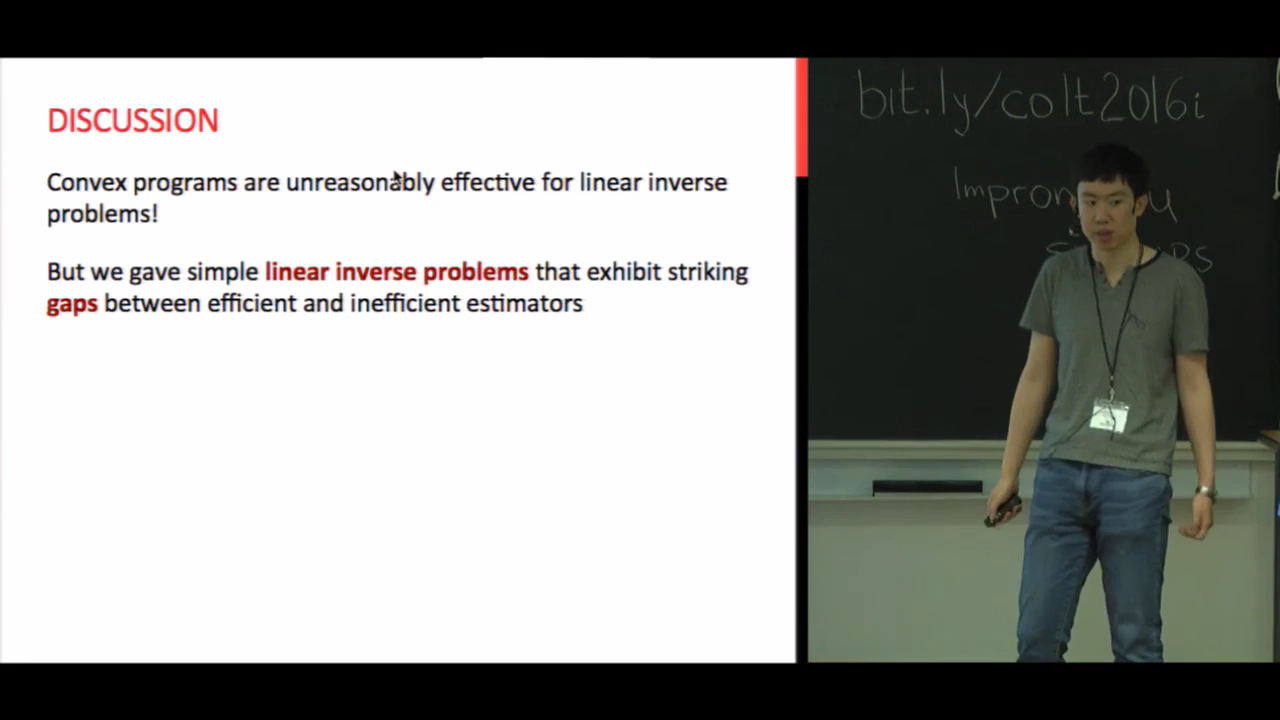 DISCUSSION
Convex programs are unreasonably effective for linear inverse
problems!
But we gave simple linear inverse problems that exhibit striking
gaps between efficient and inefficient estimators
bit.ly/colt2016i